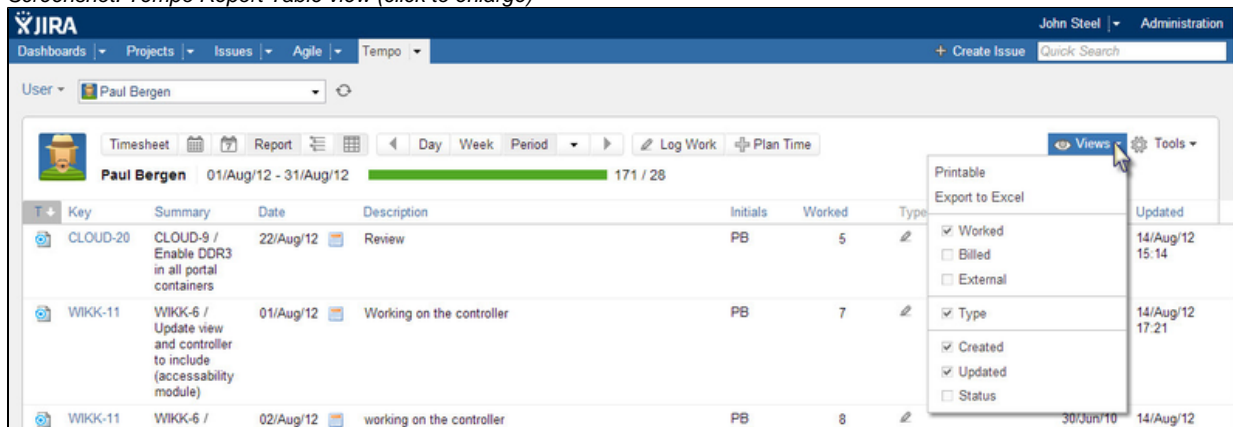 Screenshot: Tempo Report Table view (click to enlarge)
JIRA John Steel Administration
Dashboards Projects Issues Agile Tempo + Create Issue Quick Search
User Paul Bergen
Timesheet 7 Report Day Week Period Log Work Plan Time Views Tools
Paul Bergen 01/Aug/12 - 31/Aug/12 171 / 28
Printable
Export to Excel
Worked
Billed
External
Type
Created
Updated
Status
T Key Summary Date Description Initials Worked Type Updated
CLOUD-20 CLOUD-9 / 22/Aug/12 Review PB 5 14/Aug/12
Enable DDR3 15:14
in all portal
containers
WIKK-11 WIKK-6 / 01/Aug/12 Working on the controller PB 7 14/Aug/12
Update view 17:21
and controller
to include
(accessability
module)
WIKK-11 WIKK-6 / 02/Aug/12 working on the controller PB 8 30/Jun/10 14/Aug/12